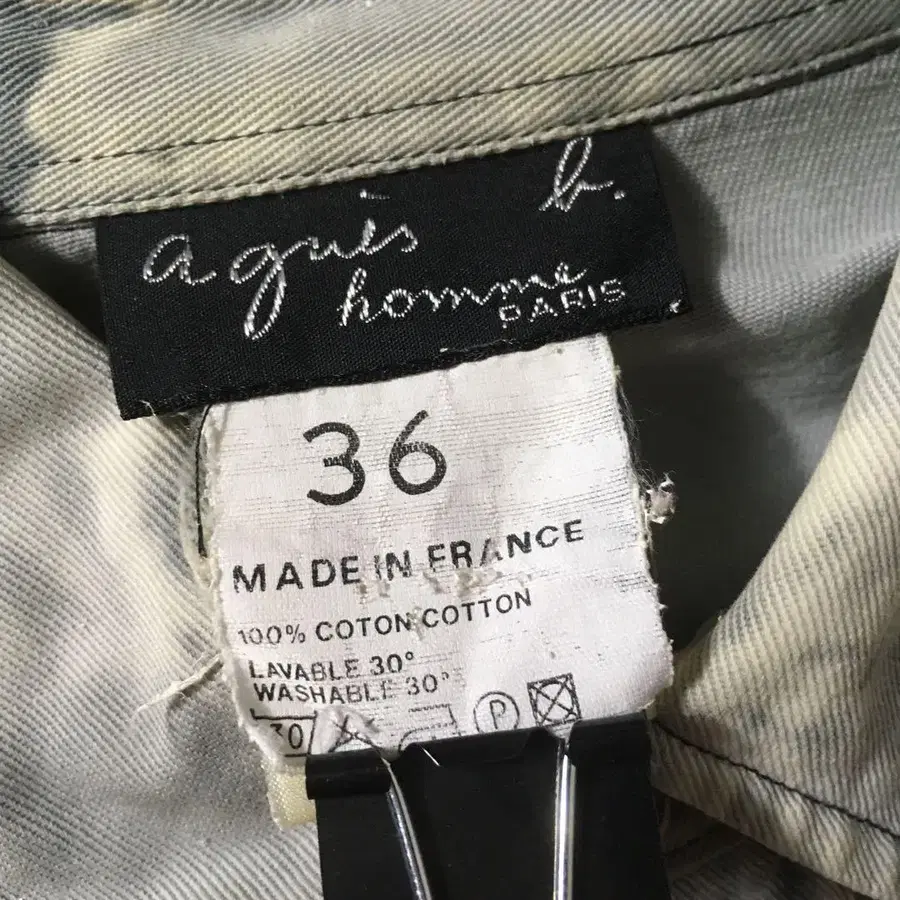 agnès b.
homme
PARIS
36
MADE IN FRANCE
100% COTON COTTON
LAVABLE 30°
WASHABLE 30°
30 P